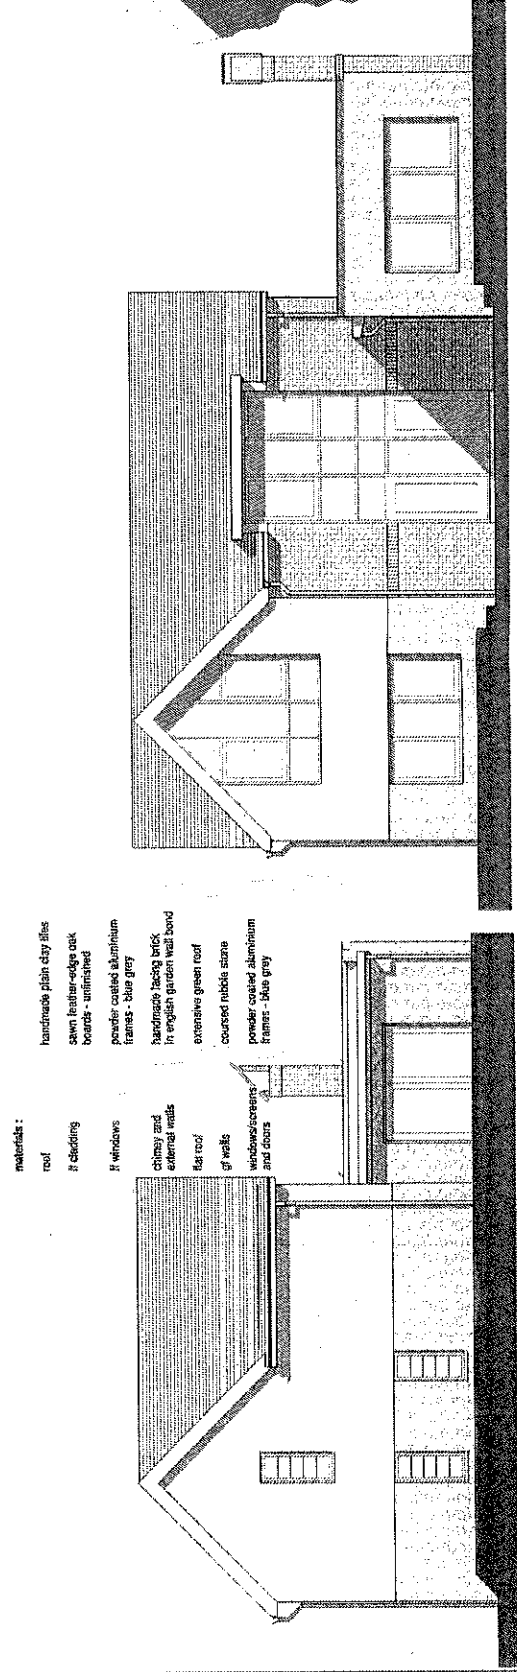 materials :
roof handmade plain clay tiles
ff cladding sawn feather-edge oak
boards - unfinished
ff windows powder coated aluminium
frames - blue grey
chimey and handmade facing brick
external walls in english garden wall bond
flat roof extensive green roof
gf walls coursed rubble stone
windows/screens powder coated aluminium
and doors frames - blue grey